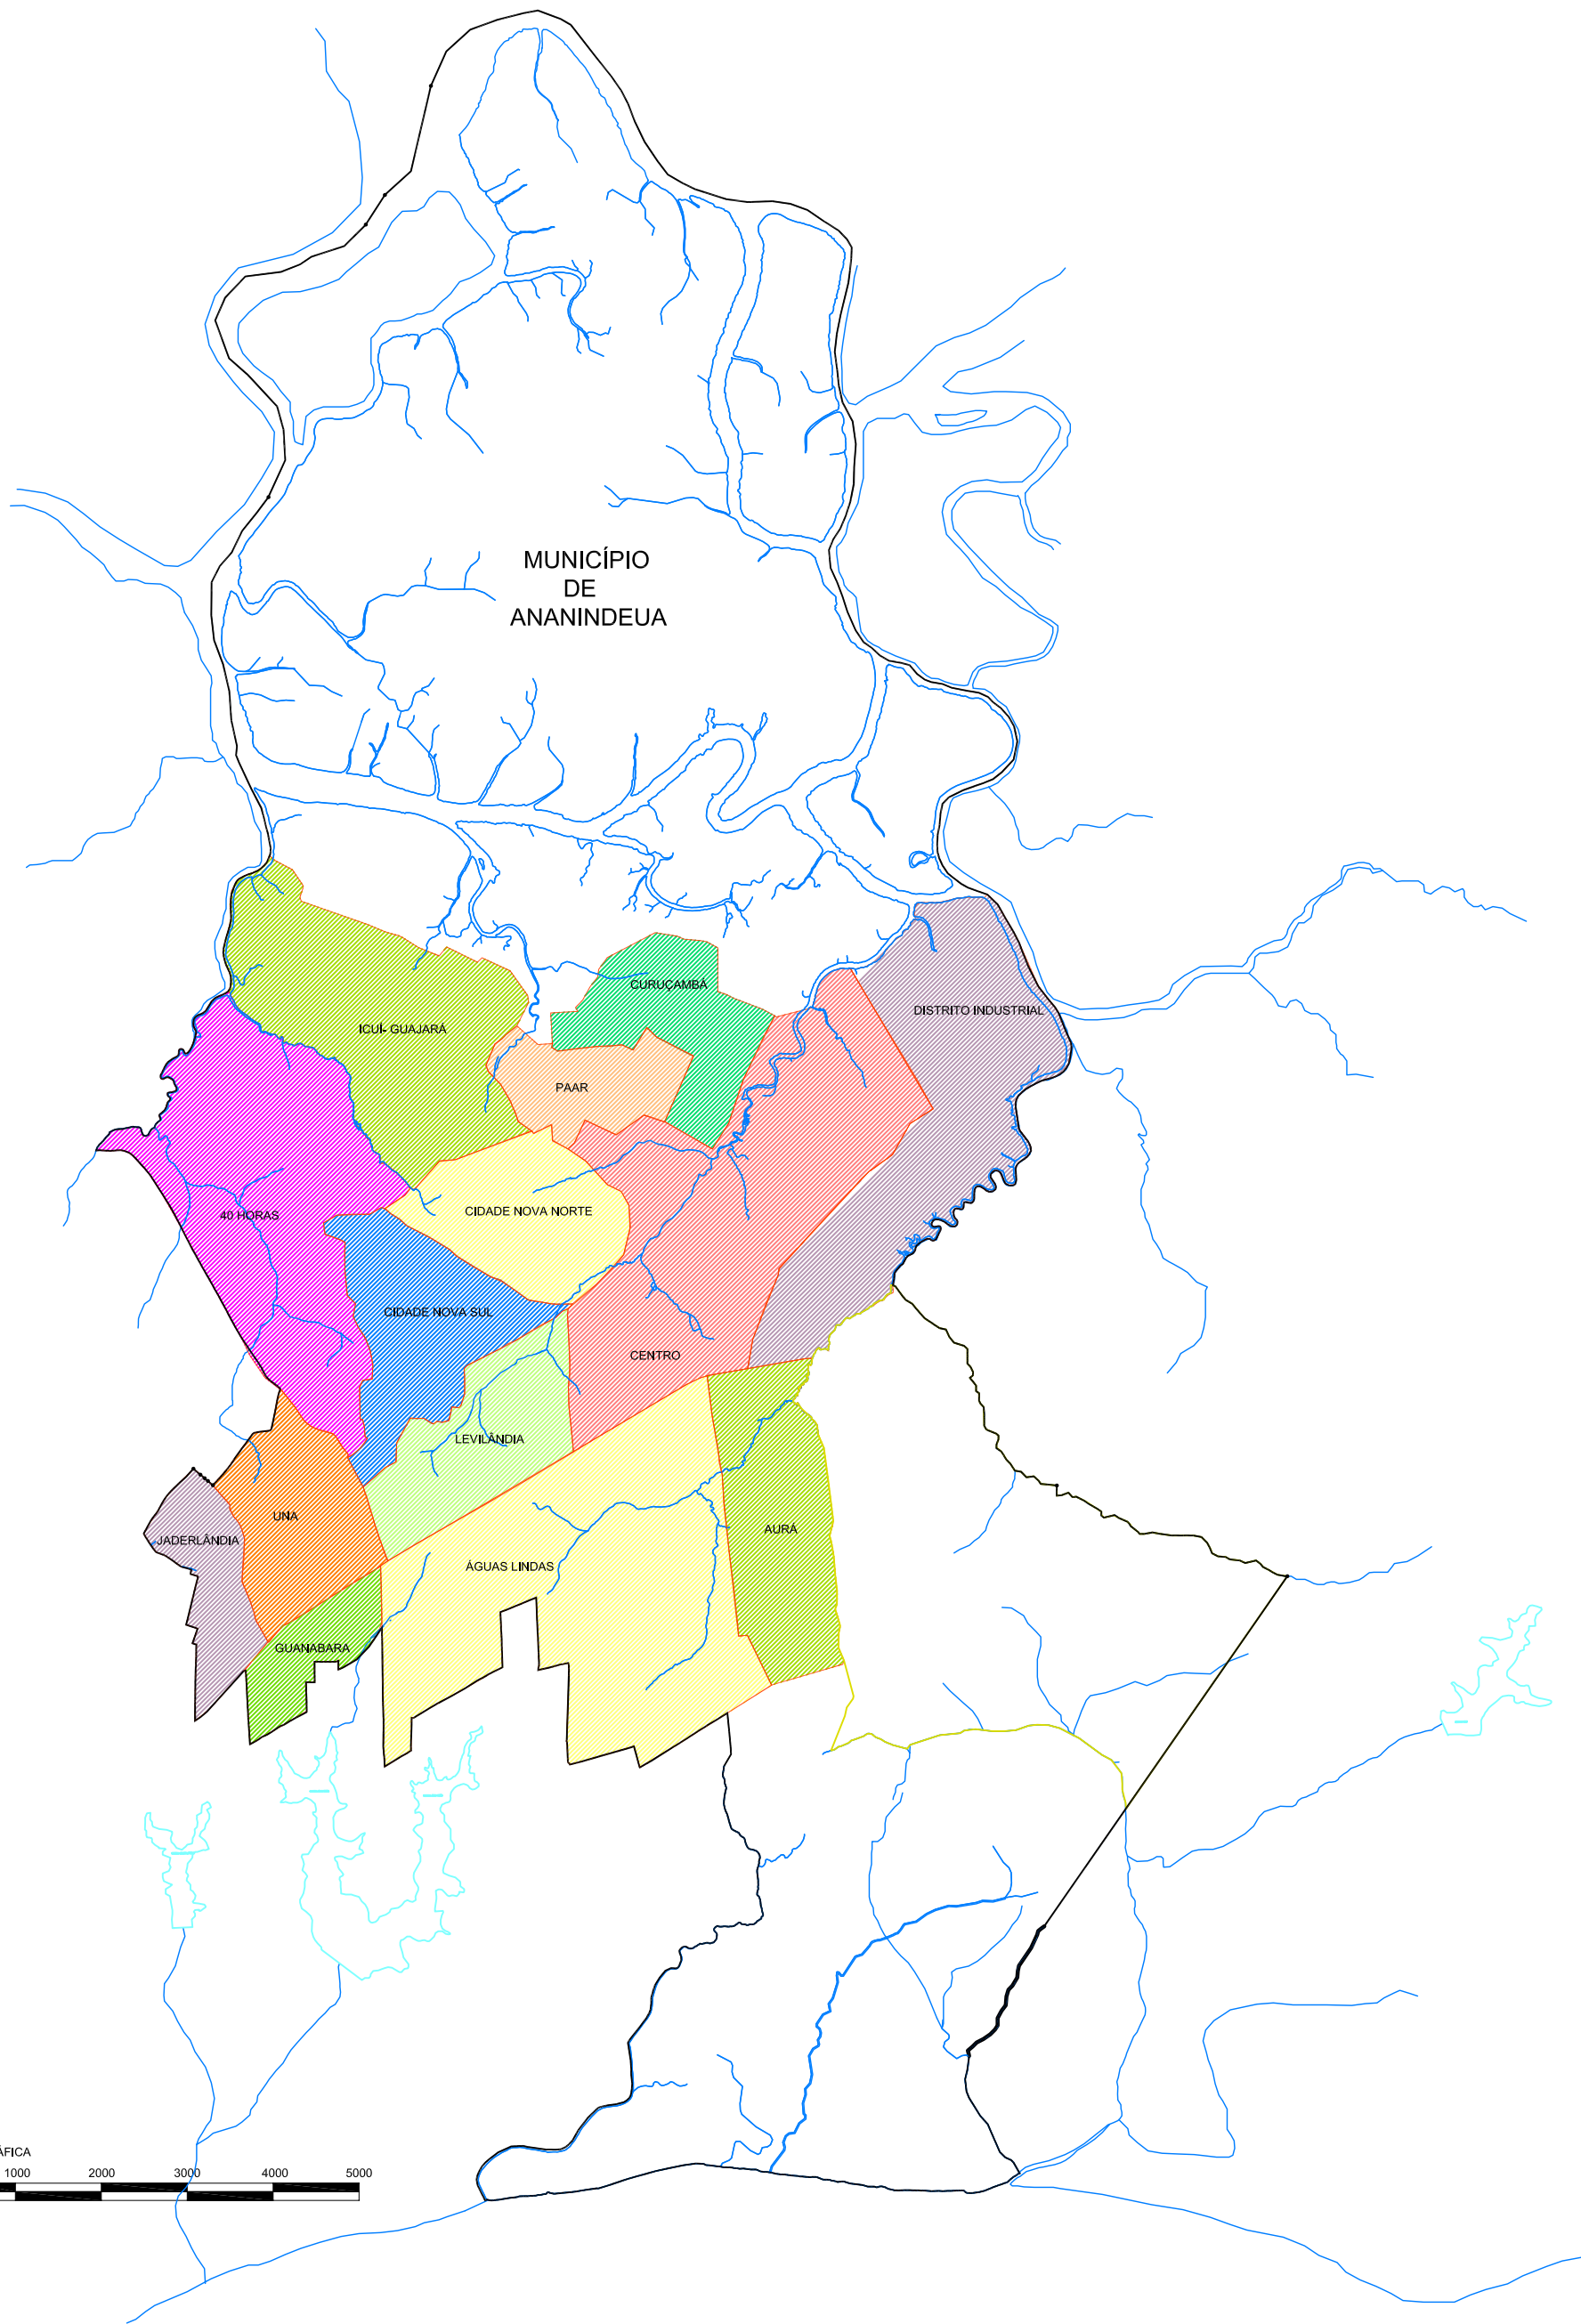 MUNICÍPIO
DE
ANANINDEUA
CURUÇAMBÁ
DISTRITO INDUSTRIAL
ICUÍ- GUAJARÁ
PAAR
40 HORAS
CIDADE NOVA NORTE
CIDADE NOVA SUL
CENTRO
LEVILÂNDIA
UNA
AURÁ
JADERLÂNDIA
ÁGUAS LINDAS
GUANABARA
ÁFICA
1000 2000 3000 4000 5000